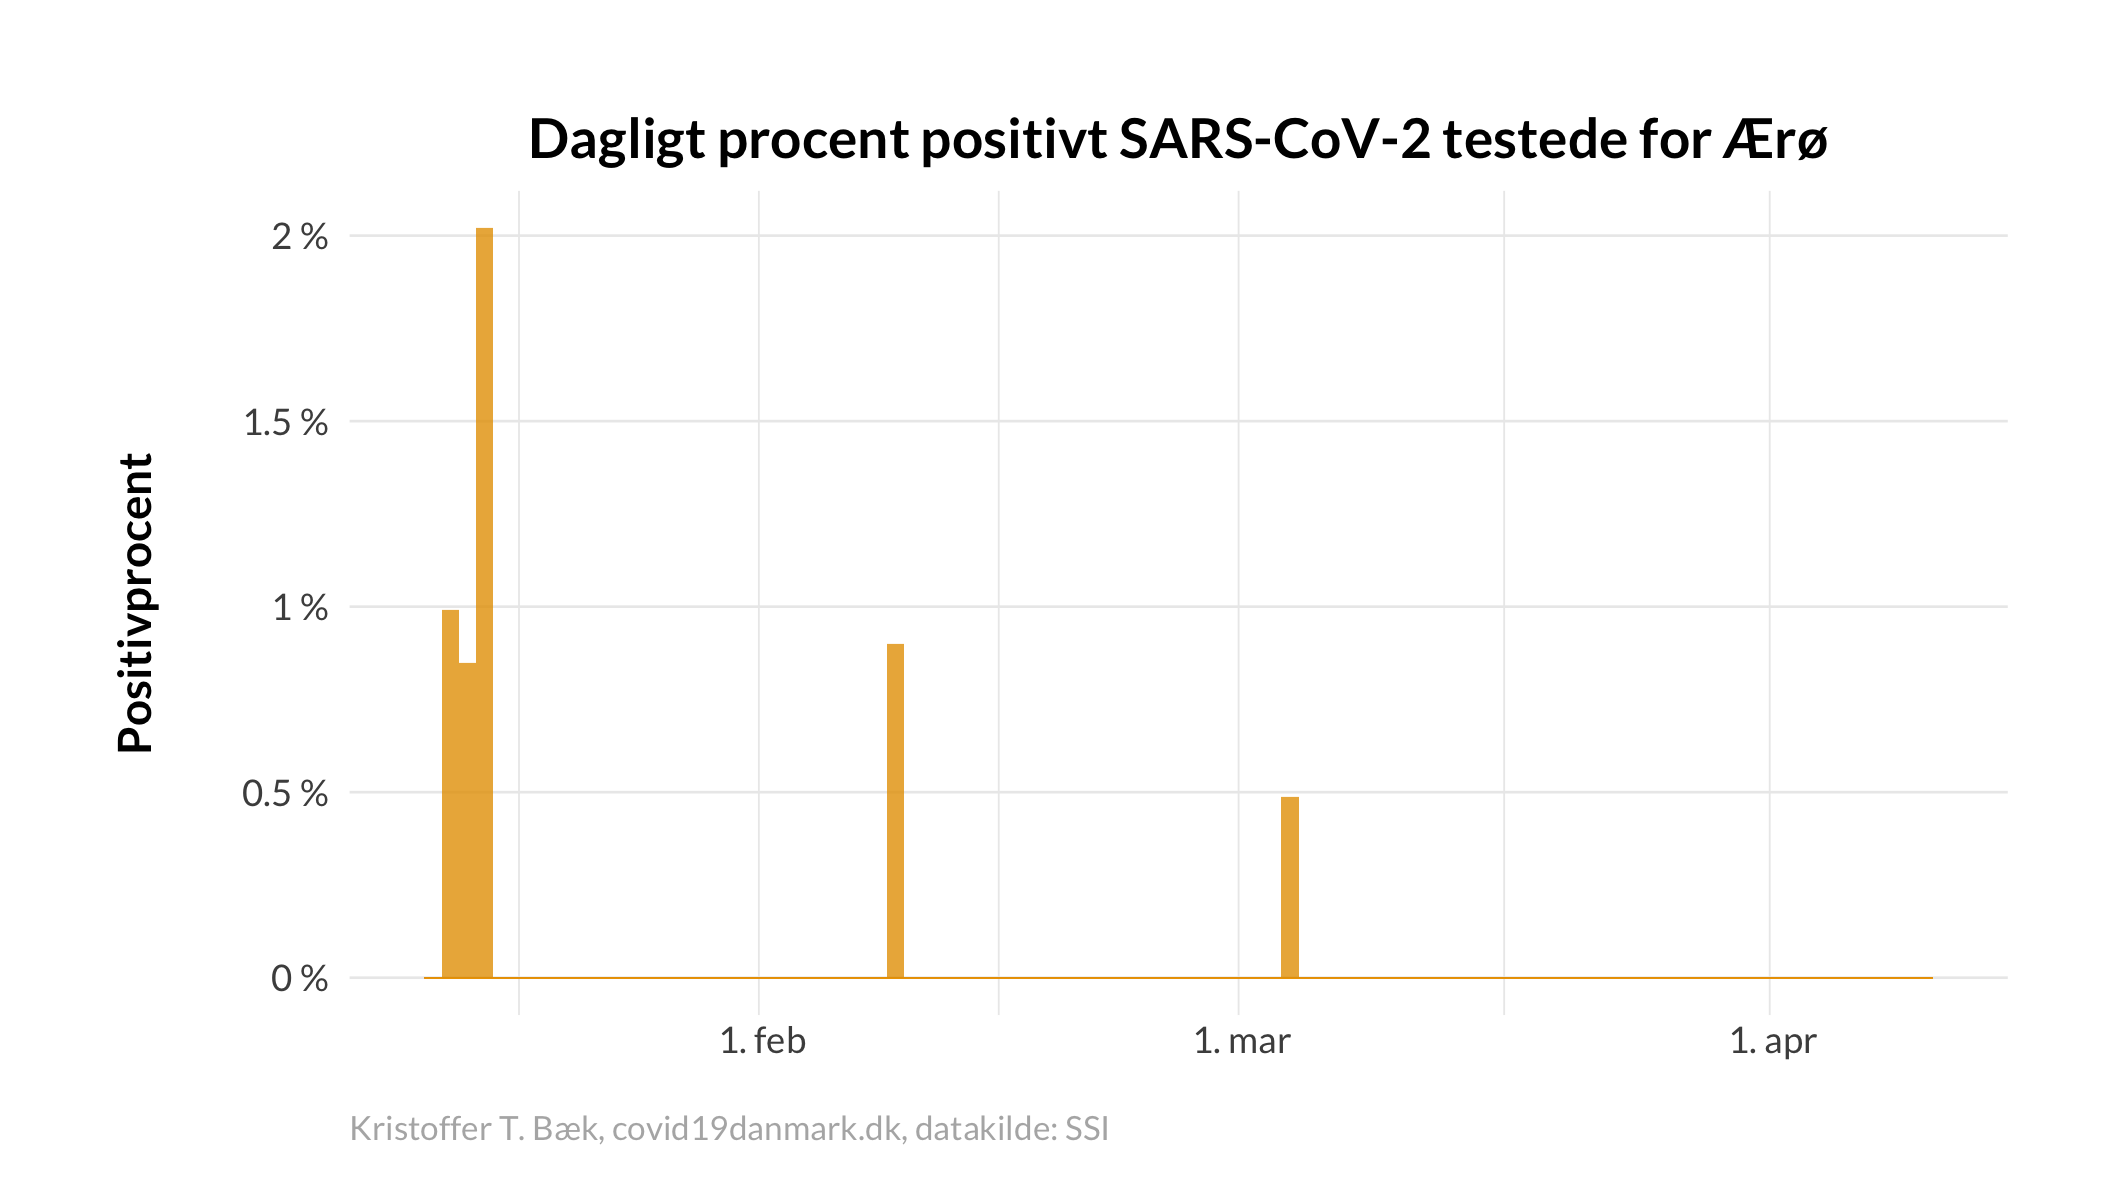 Dagligt procent positivt SARS-CoV-2 testede for Ærø
Positivprocent
2 %
1.5 %
1 %
0.5 %
0 %
1. feb
1. mar
1. apr
Kristoffer T. Bæk, covid19danmark.dk, datakilde: SSI